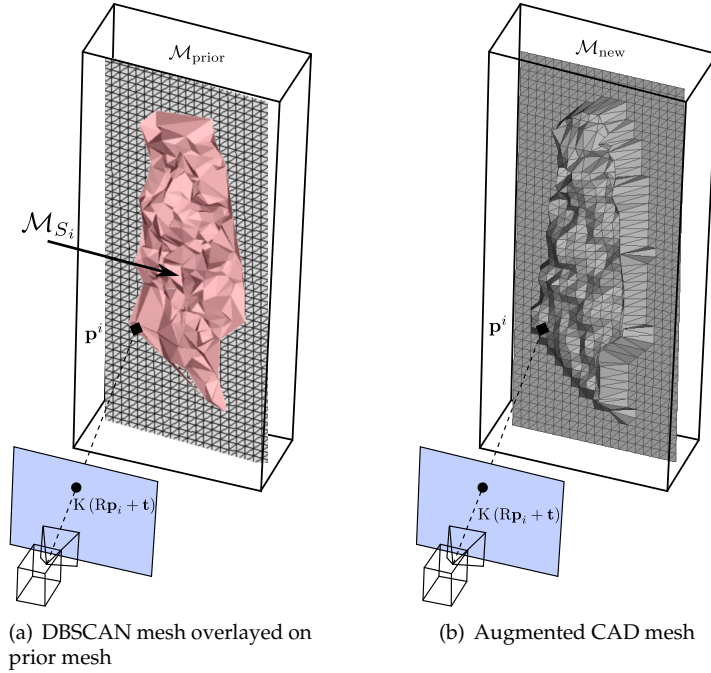 M_prior
M_{S_i}
p^i
K (Rp_i + t)
(a) DBSCAN mesh overlayed on
prior mesh
M_new
p^i
K (Rp_i + t)
(b) Augmented CAD mesh